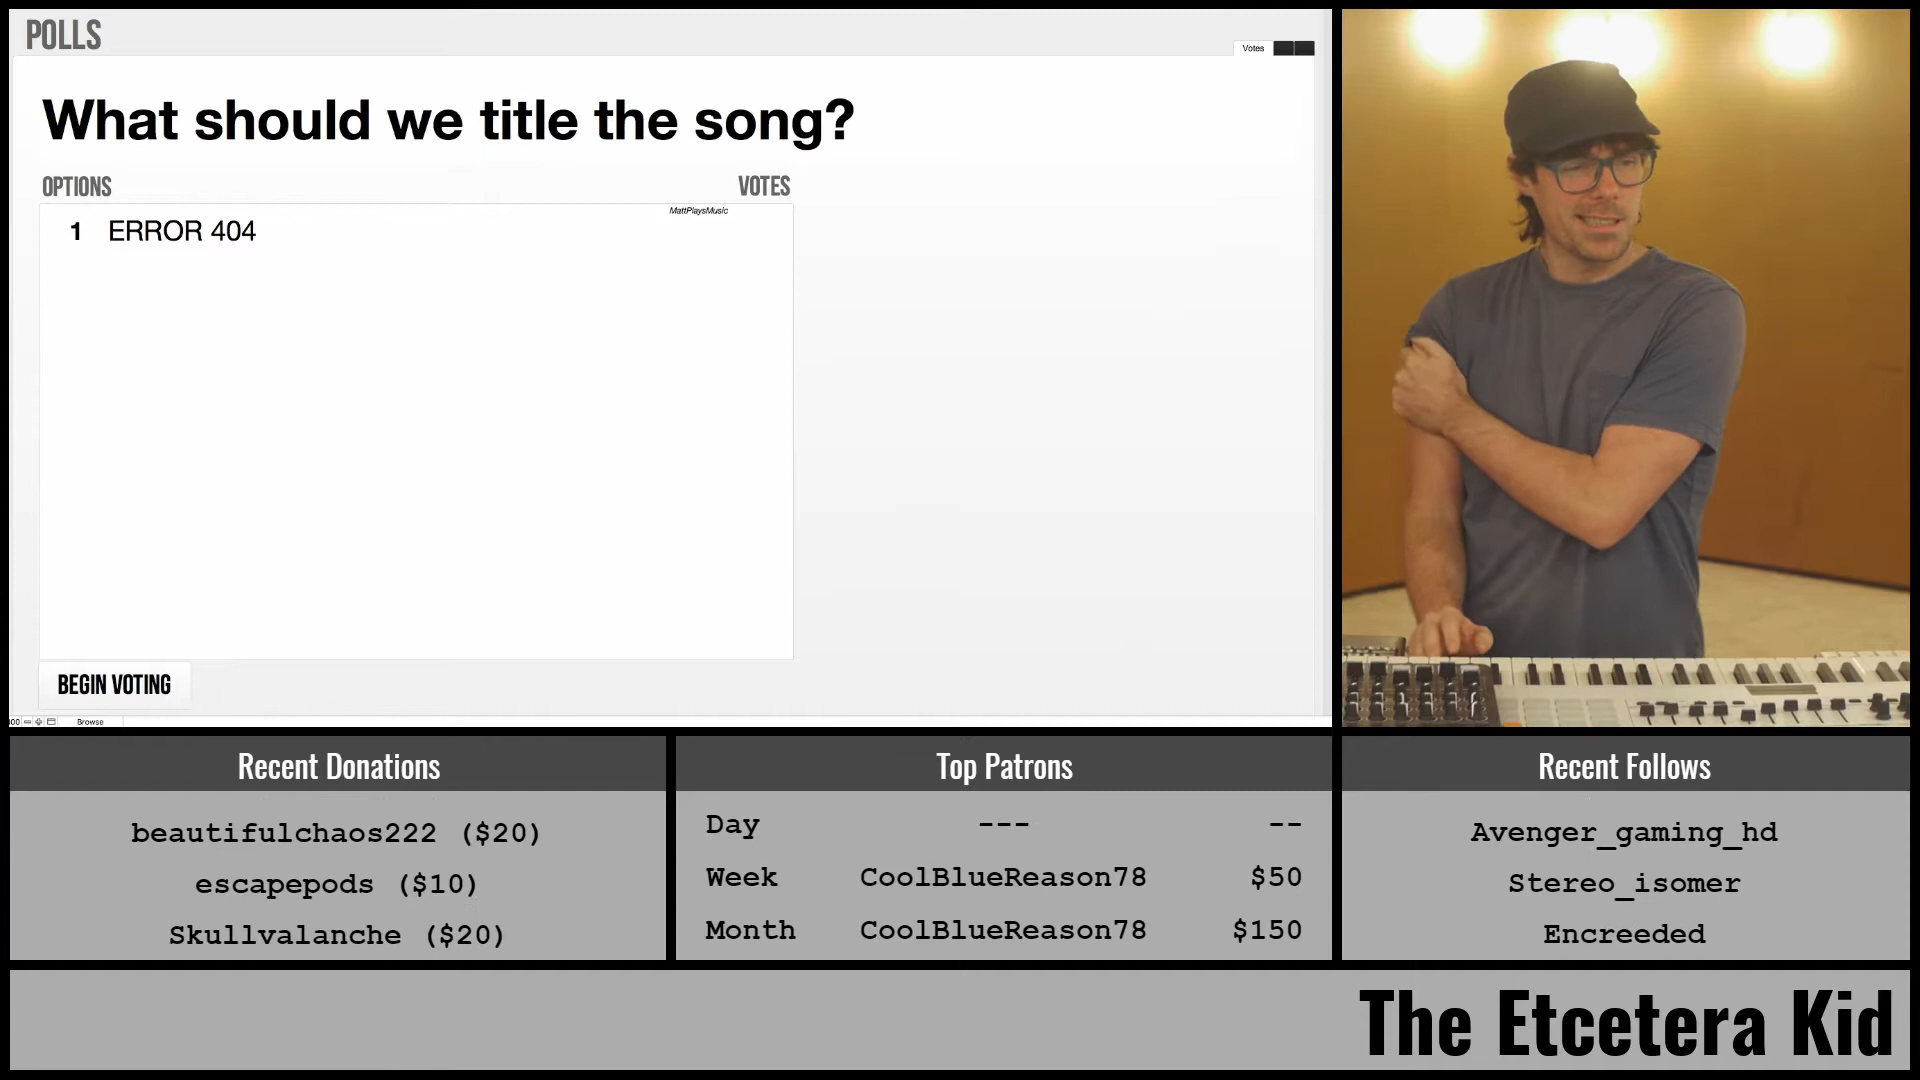 POLLS
Votes
What should we title the song?
OPTIONS VOTES
MattPlaysMusic
1 ERROR 404
BEGIN VOTING
Browse
Recent Donations
beautifulchaos222 ($20)
escapepods ($10)
Skullvalanche ($20)
Top Patrons
Day --- --
Week CoolBlueReason78 $50
Month CoolBlueReason78 $150
Recent Follows
Avenger_gaming_hd
Stereo_isomer
Encreeded
The Etcetera Kid